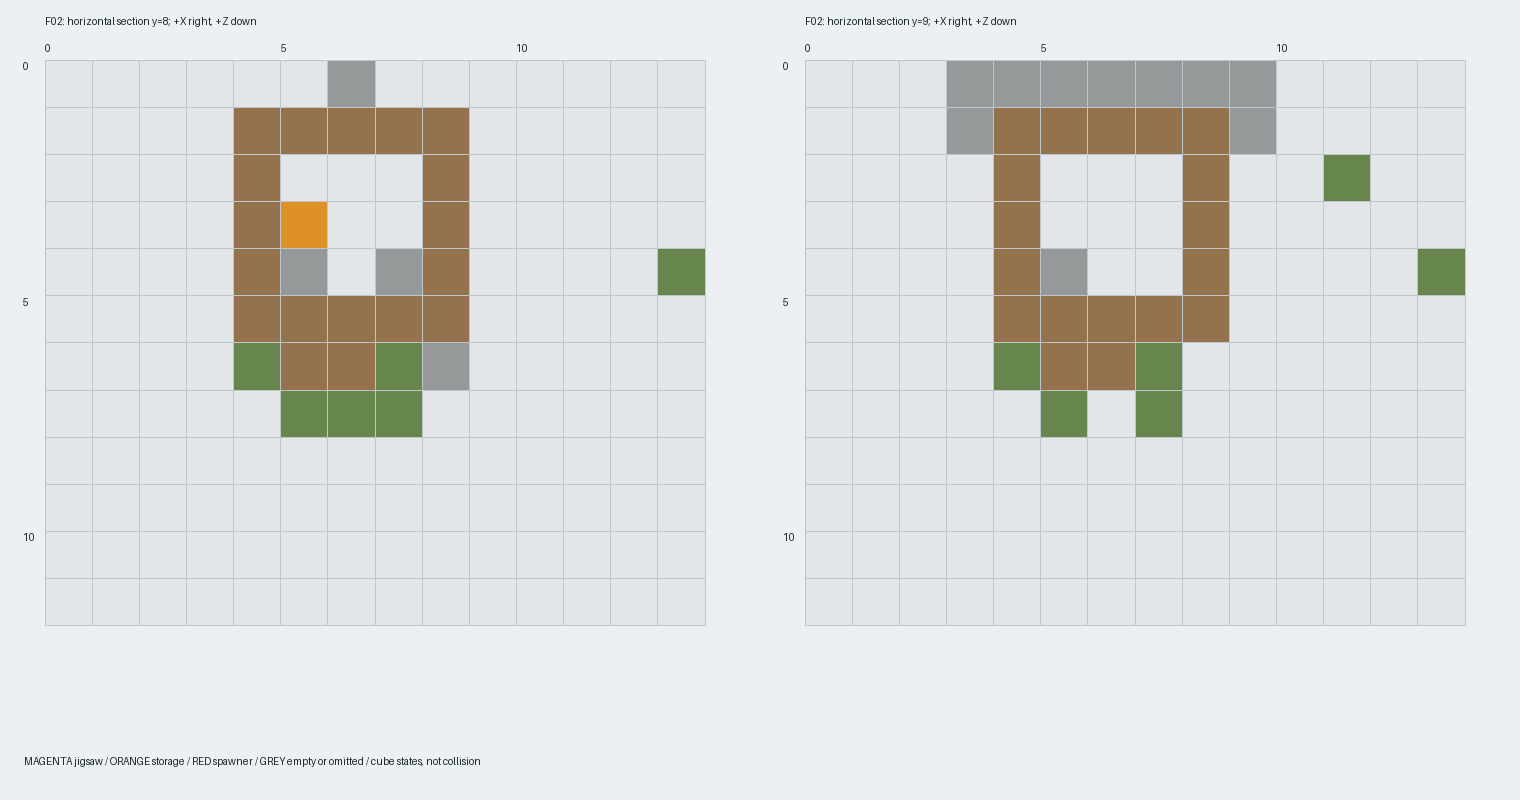 F02: horizontal section y=8; +X right, +Z down
F02: horizontal section y=9; +X right, +Z down
0 5 10
0 5 10
0
0
5
5
10
10
MAGENTA jigsaw / ORANGE storage / RED spawner / GREY empty or omitted / cube states, not collision